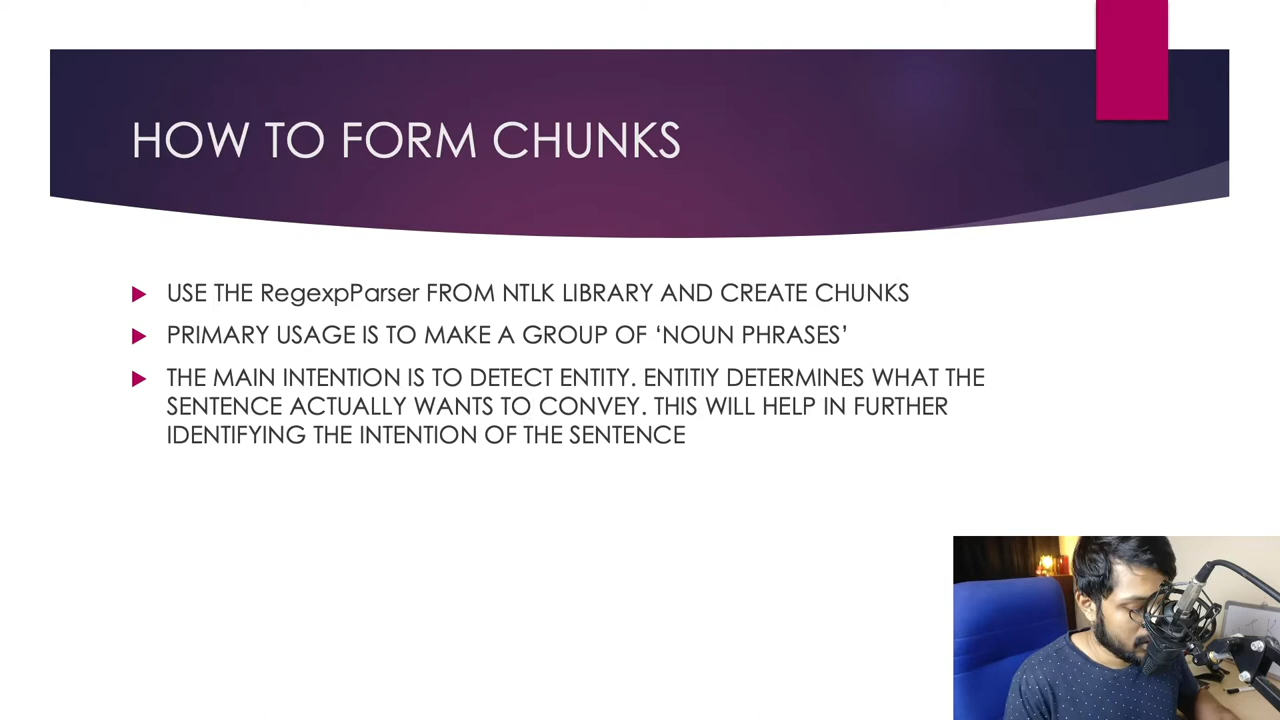 HOW TO FORM CHUNKS
USE THE RegexpParser FROM NTLK LIBRARY AND CREATE CHUNKS
PRIMARY USAGE IS TO MAKE A GROUP OF ‘NOUN PHRASES’
THE MAIN INTENTION IS TO DETECT ENTITY. ENTITIY DETERMINES WHAT THE
SENTENCE ACTUALLY WANTS TO CONVEY. THIS WILL HELP IN FURTHER
IDENTIFYING THE INTENTION OF THE SENTENCE